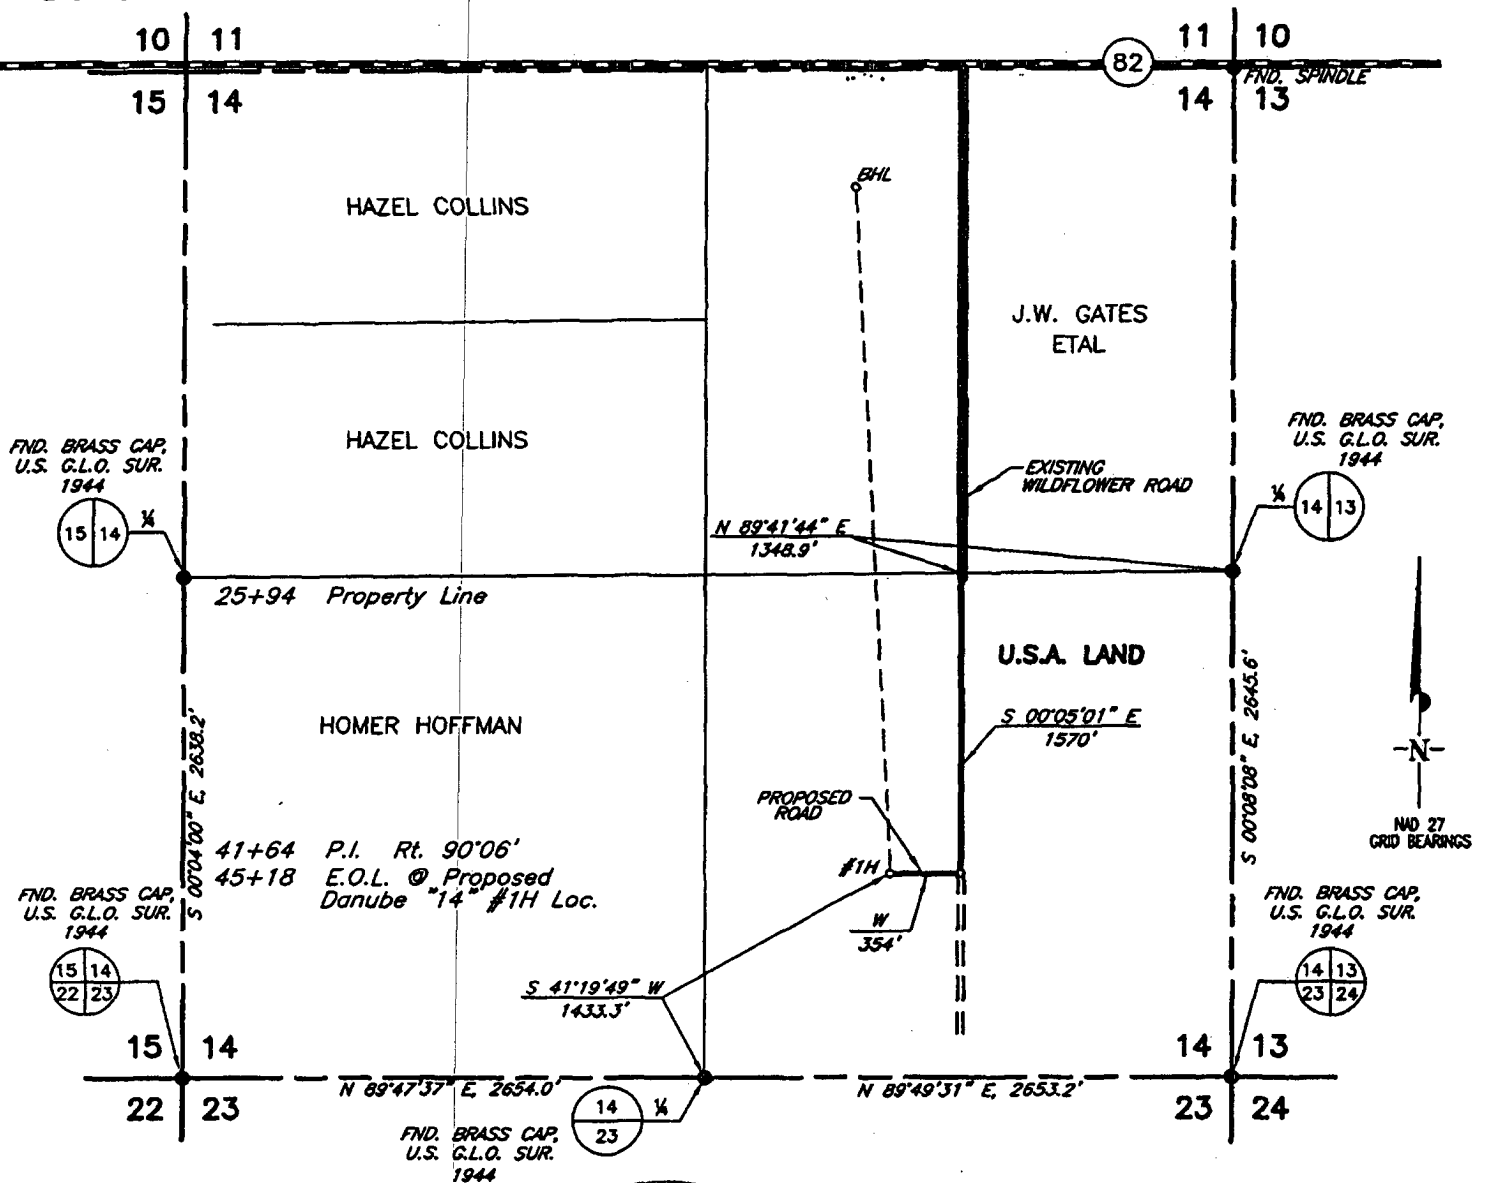 10 11
11 10
82
FND. SPINDLE
15 14
14 13
BHL
HAZEL COLLINS
J.W. GATES
ETAL
HAZEL COLLINS
FND. BRASS CAP,
U.S. G.L.O. SUR.
1944
15 14
¼
EXISTING
WILDFLOWER ROAD
FND. BRASS CAP,
U.S. G.L.O. SUR.
1944
¼
14 13
N 89°41'44" E
1348.9'
25+94 Property Line
U.S.A. LAND
S 00°04'00" E, 2638.2'
HOMER HOFFMAN
S 00°05'01" E
1570'
S 00°08'08" E, 2645.6'
-N-
NAD 27
GRID BEARINGS
PROPOSED
ROAD
41+64 P.I. Rt. 90°06'
45+18 E.O.L. @ Proposed
Danube "14" #1H Loc.
#1H
W
354'
FND. BRASS CAP,
U.S. G.L.O. SUR.
1944
15 14
22 23
FND. BRASS CAP,
U.S. G.L.O. SUR.
1944
14 13
23 24
S 41°19'49" W
1433.3'
15 14
14 13
N 89°47'37" E, 2654.0'
N 89°49'31" E, 2653.2'
22 23
23 24
14
23
¼
FND. BRASS CAP,
U.S. G.L.O. SUR.
1944